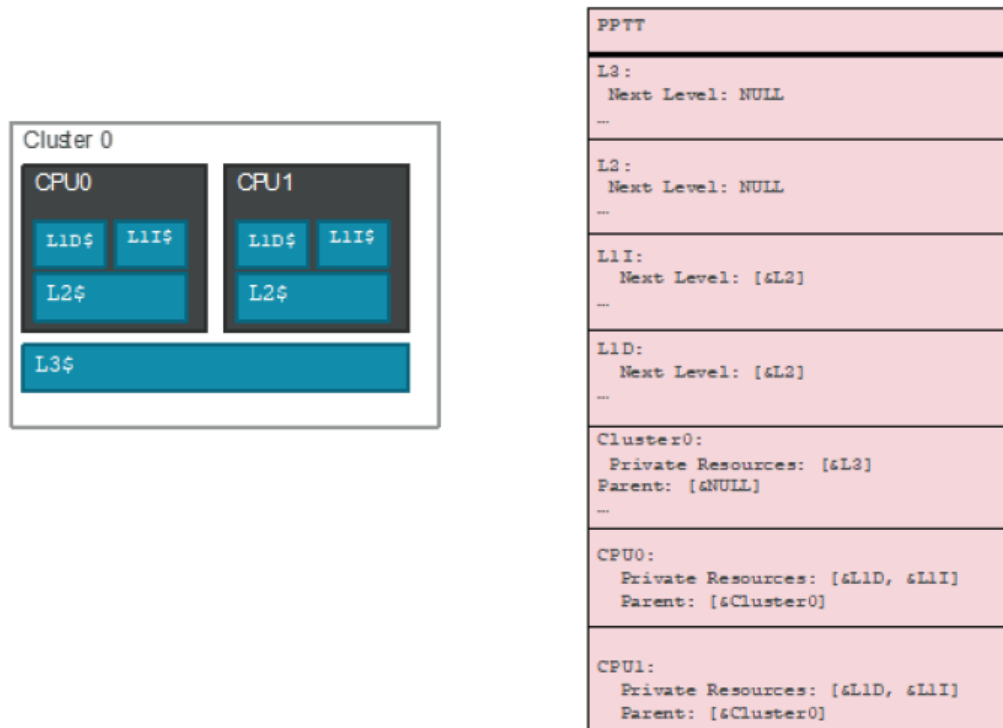 Cluster 0
CPU0
CPU1
L1D$
L1I$
L1D$
L1I$
L2$
L2$
L3$
PPTT
L3:
Next Level: NULL
…
L2:
Next Level: NULL
…
L1I:
Next Level: [&L2]
…
L1D:
Next Level: [&L2]
…
Cluster0:
Private Resources: [&L3]
Parent: [&NULL]
…
CPU0:
Private Resources: [&L1D, &L1I]
Parent: [&Cluster0]
CPU1:
Private Resources: [&L1D, &L1I]
Parent: [&Cluster0]